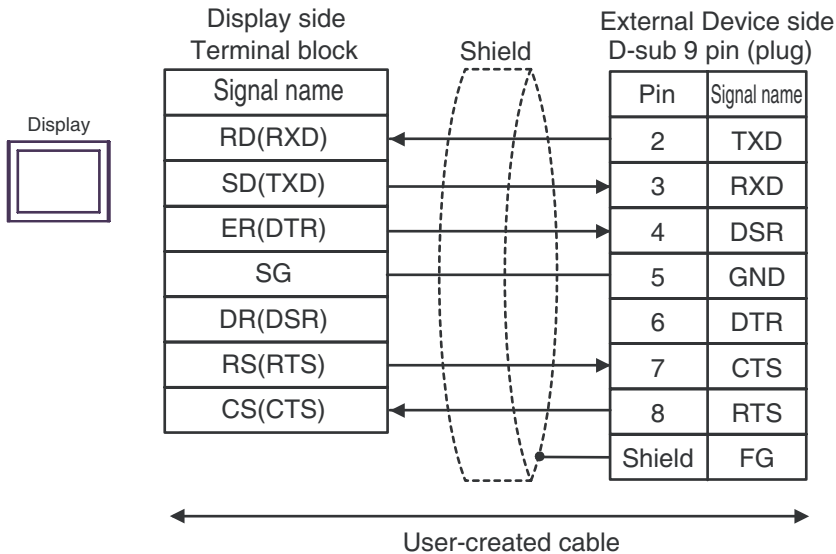 Display side
Terminal block
Shield
External Device side
D-sub 9 pin (plug)
Display
Signal name
Pin Signal name
RD(RXD) 2 TXD
SD(TXD) 3 RXD
ER(DTR) 4 DSR
SG 5 GND
DR(DSR) 6 DTR
RS(RTS) 7 CTS
CS(CTS) 8 RTS
Shield FG
User-created cable